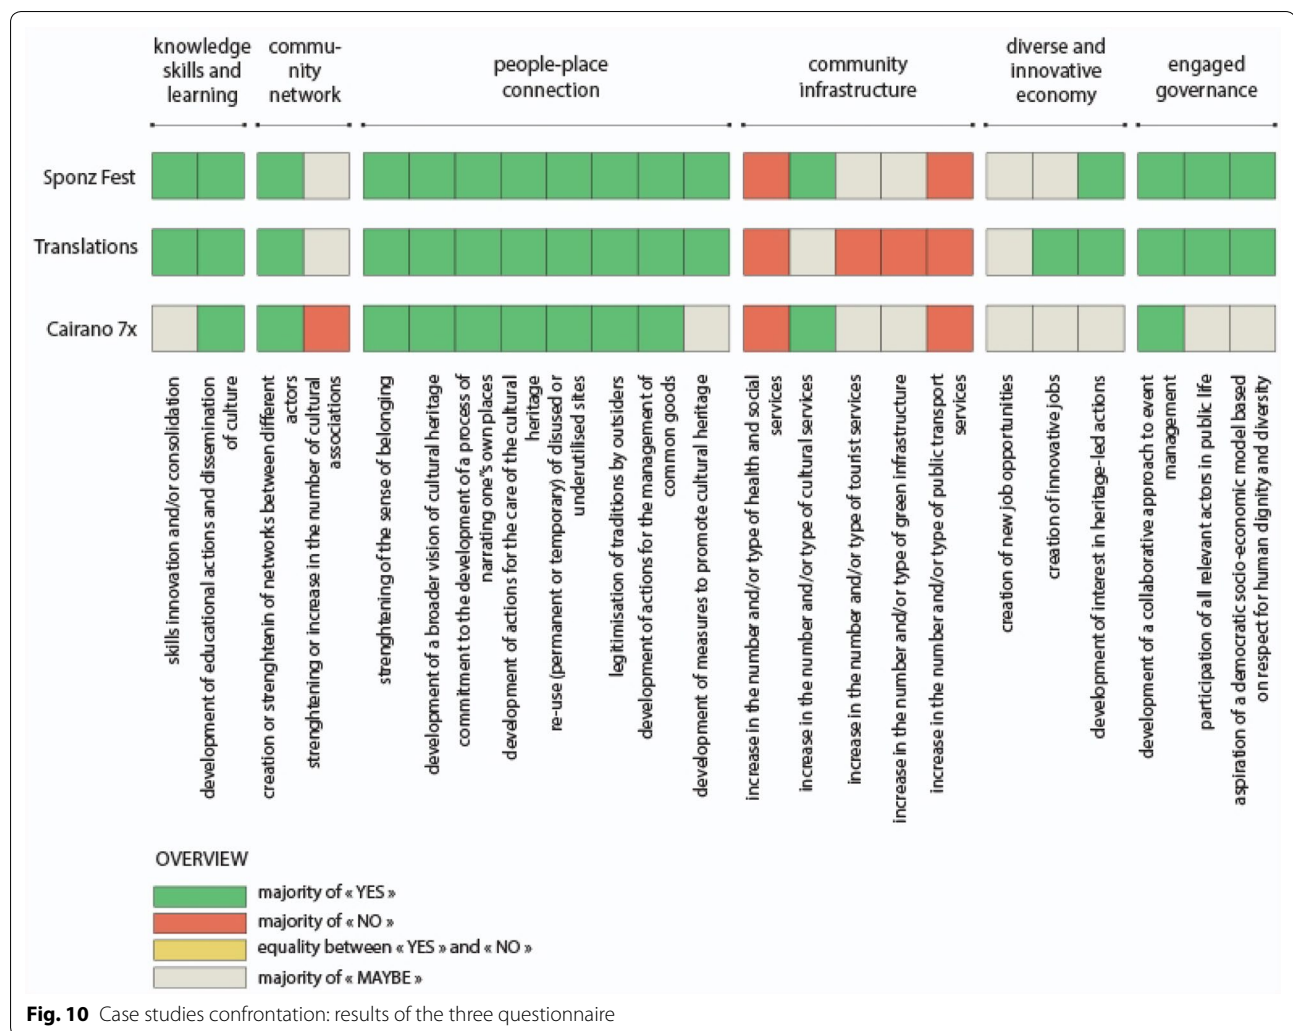 knowledge
skills and
learning
commu-
nity
network
people-place
connection
community
infrastructure
diverse and
innovative
economy
engaged
governance
Sponz Fest
Translations
Cairano 7x
skills innovation and/or consolidation
development of educational actions and dissemination
of culture
creation or strenghtenin of networks between different
actors
strenghtening or increase in the number of cultural
associations
strenghtening of the sense of belonging
development of a broader vision of cultural heritage
commitment to the development of a process of
narrating one"s own places
development of actions for the care of the cultural
heritage
re-use (permanent or temporary) of disused or
underutilised sites
legitimisation of traditions by outsiders
development of actions for the management of
common goods
development of measures to promote cultural heritage
increase in the number and/or type of health and social
services
increase in the number and/or type of cultural services
increase in the number and/or type of tourist services
increase in the number and/or type of green infrastructure
increase in the number and/or type of public transport
services
creation of new job opportunities
creation of innovative jobs
development of interest in heritage-led actions
development of a collaborative approach to event
management
participation of all relevant actors in public life
aspiration of a democratic socio-economic model based
on respect for human dignity and diversity
OVERVIEW
majority of « YES »
majority of « NO »
equality between « YES » and « NO »
majority of « MAYBE »
Fig. 10 Case studies confrontation: results of the three questionnaire